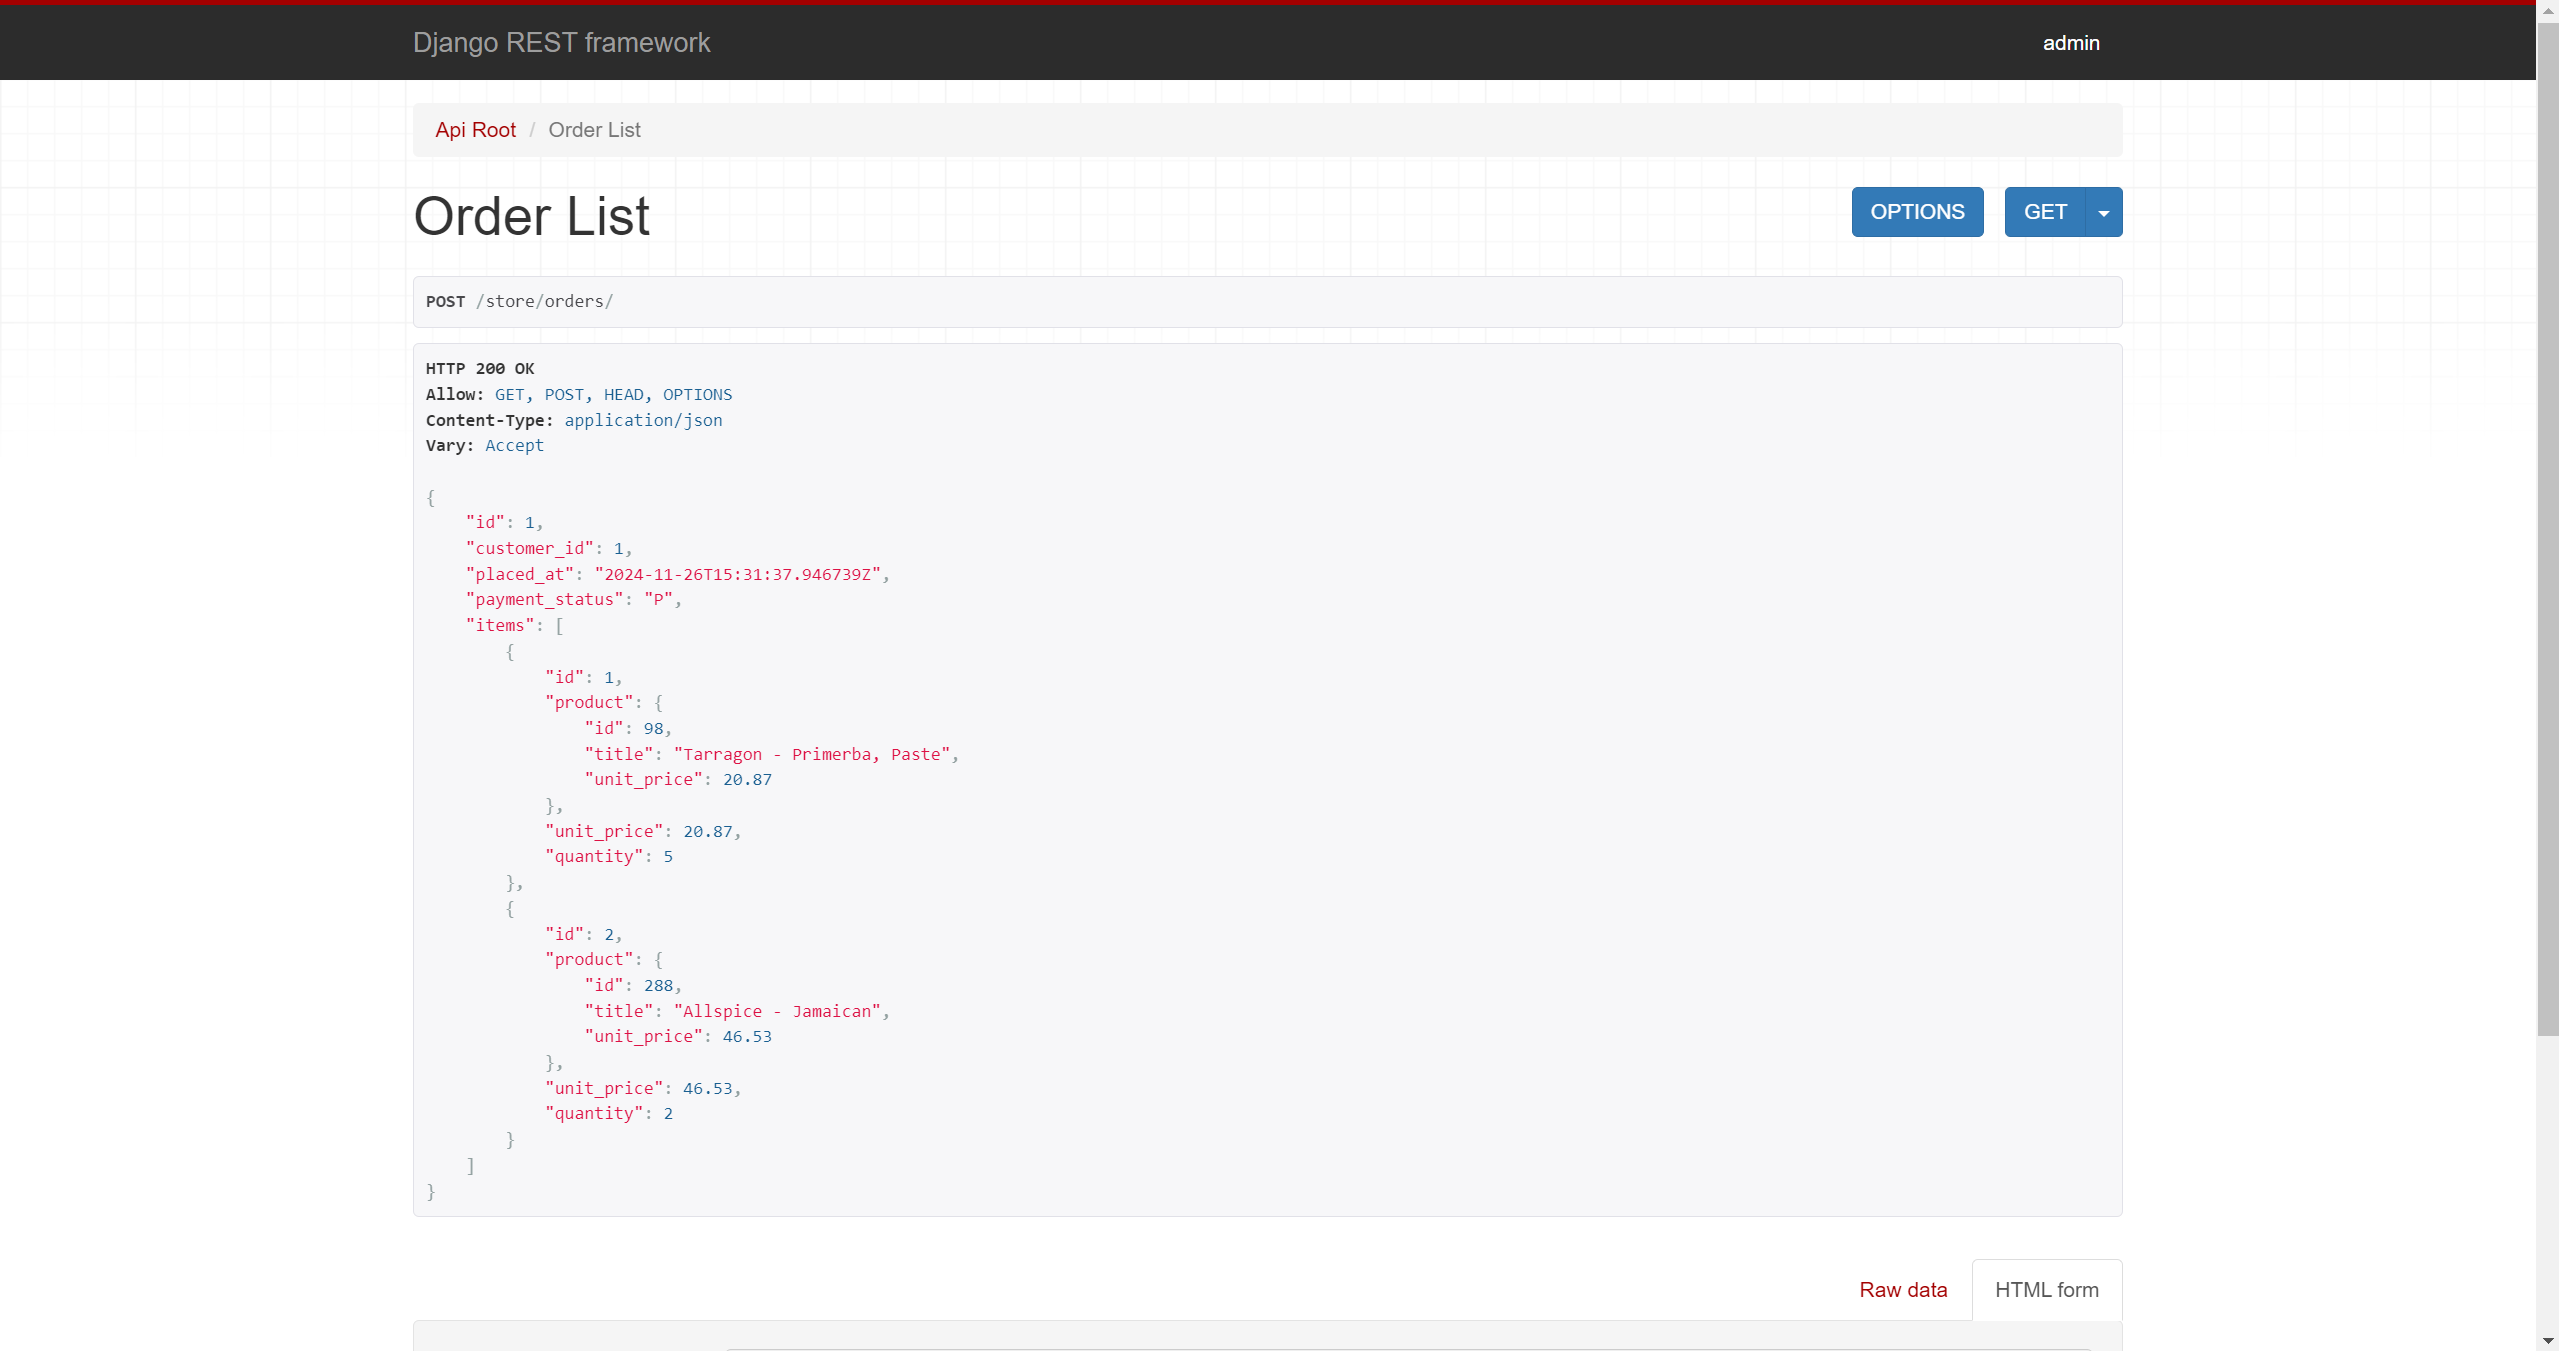 Django REST framework
admin
Api Root / Order List
Order List
OPTIONS
GET
POST /store/orders/
HTTP 200 OK
Allow: GET, POST, HEAD, OPTIONS
Content-Type: application/json
Vary: Accept
{
    "id": 1,
    "customer_id": 1,
    "placed_at": "2024-11-26T15:31:37.946739Z",
    "payment_status": "P",
    "items": [
        {
            "id": 1,
            "product": {
                "id": 98,
                "title": "Tarragon - Primerba, Paste",
                "unit_price": 20.87
            },
            "unit_price": 20.87,
            "quantity": 5
        },
        {
            "id": 2,
            "product": {
                "id": 288,
                "title": "Allspice - Jamaican",
                "unit_price": 46.53
            },
            "unit_price": 46.53,
            "quantity": 2
        }
    ]
}
Raw data
HTML form